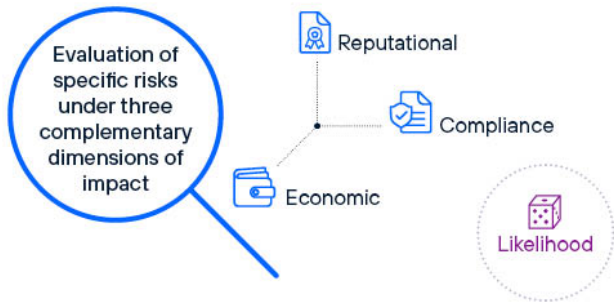 Evaluation of
specific risks
under three
complementary
dimensions of
impact
Reputational
Compliance
Economic
Likelihood